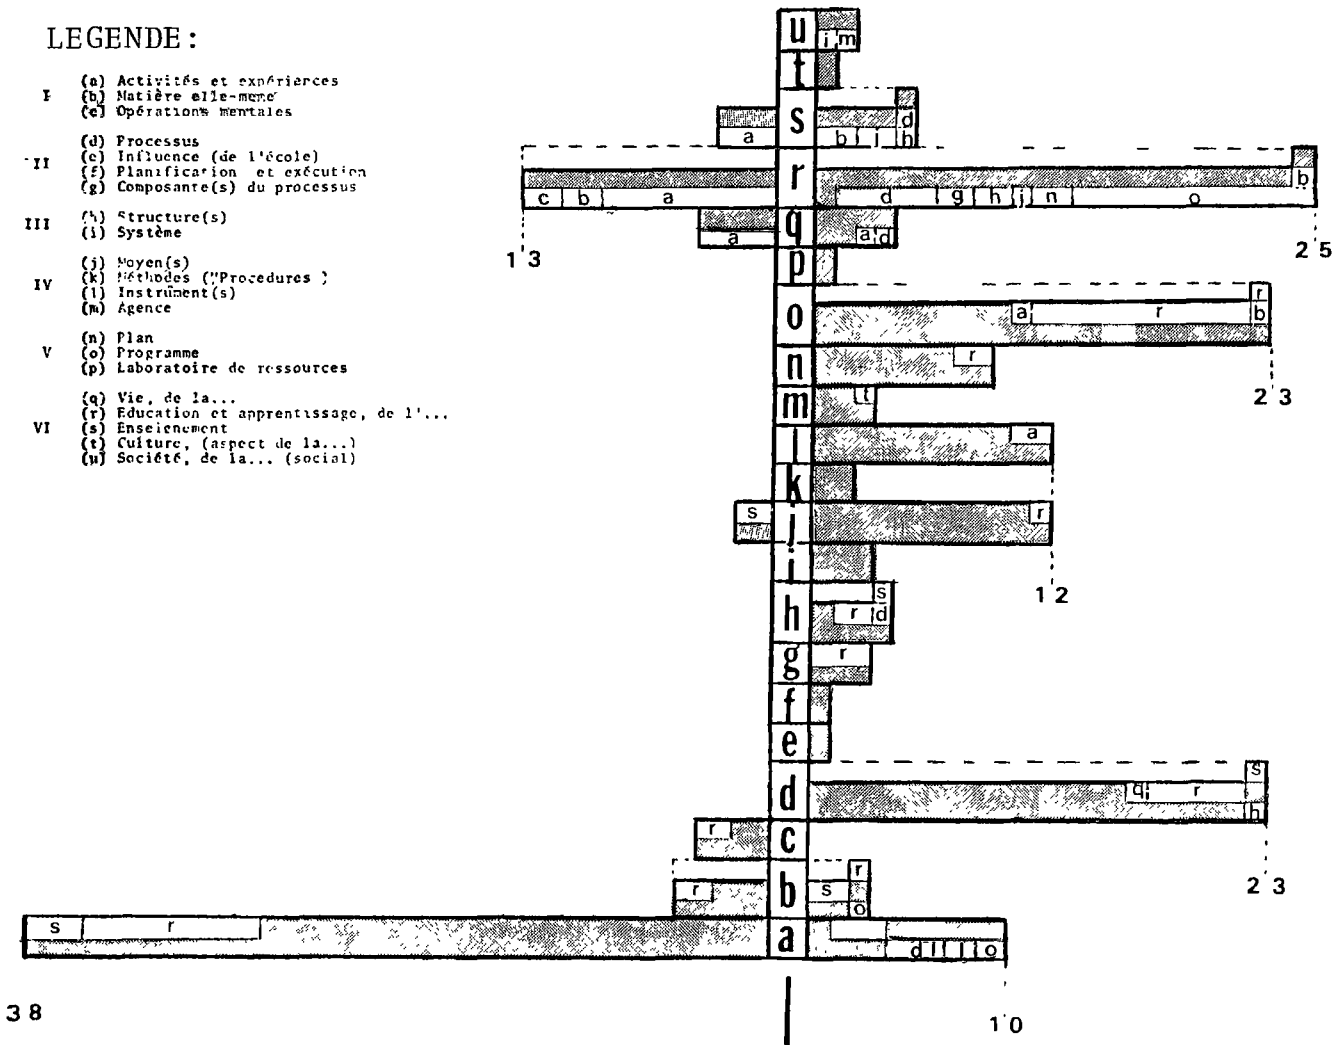 LEGENDE:
I
(a) Activités et expériences
(b) Matière elle-meme
(c) Opérations mentales
II
(d) Processus
(e) Influence (de l'école)
(f) Planification et exécution
(g) Composante(s) du processus
III
(h) Structure(s)
(i) Système
IV
(j) Moyen(s)
(k) Méthodes ("Procedures )
(l) Instrument(s)
(m) Agence
V
(n) Plan
(o) Programme
(p) Laboratoire de ressources
VI
(q) Vie, de la...
(r) Education et apprentissage, de l'...
(s) Enseignement
(t) Culture, (aspect de la...)
(u) Société, de la... (social)
u
i m
t
s
d
a b i h
r
b
c b a d g h j n o
13
25
q
a a d
p
o
r
a r b
23
n
r
m
t
l
a
k
j
s r
12
i
h
s
r d
g
r
f
e
d
s
q r
h
23
c
r
b
r
r s
o
a
s r
d l j o
38
10